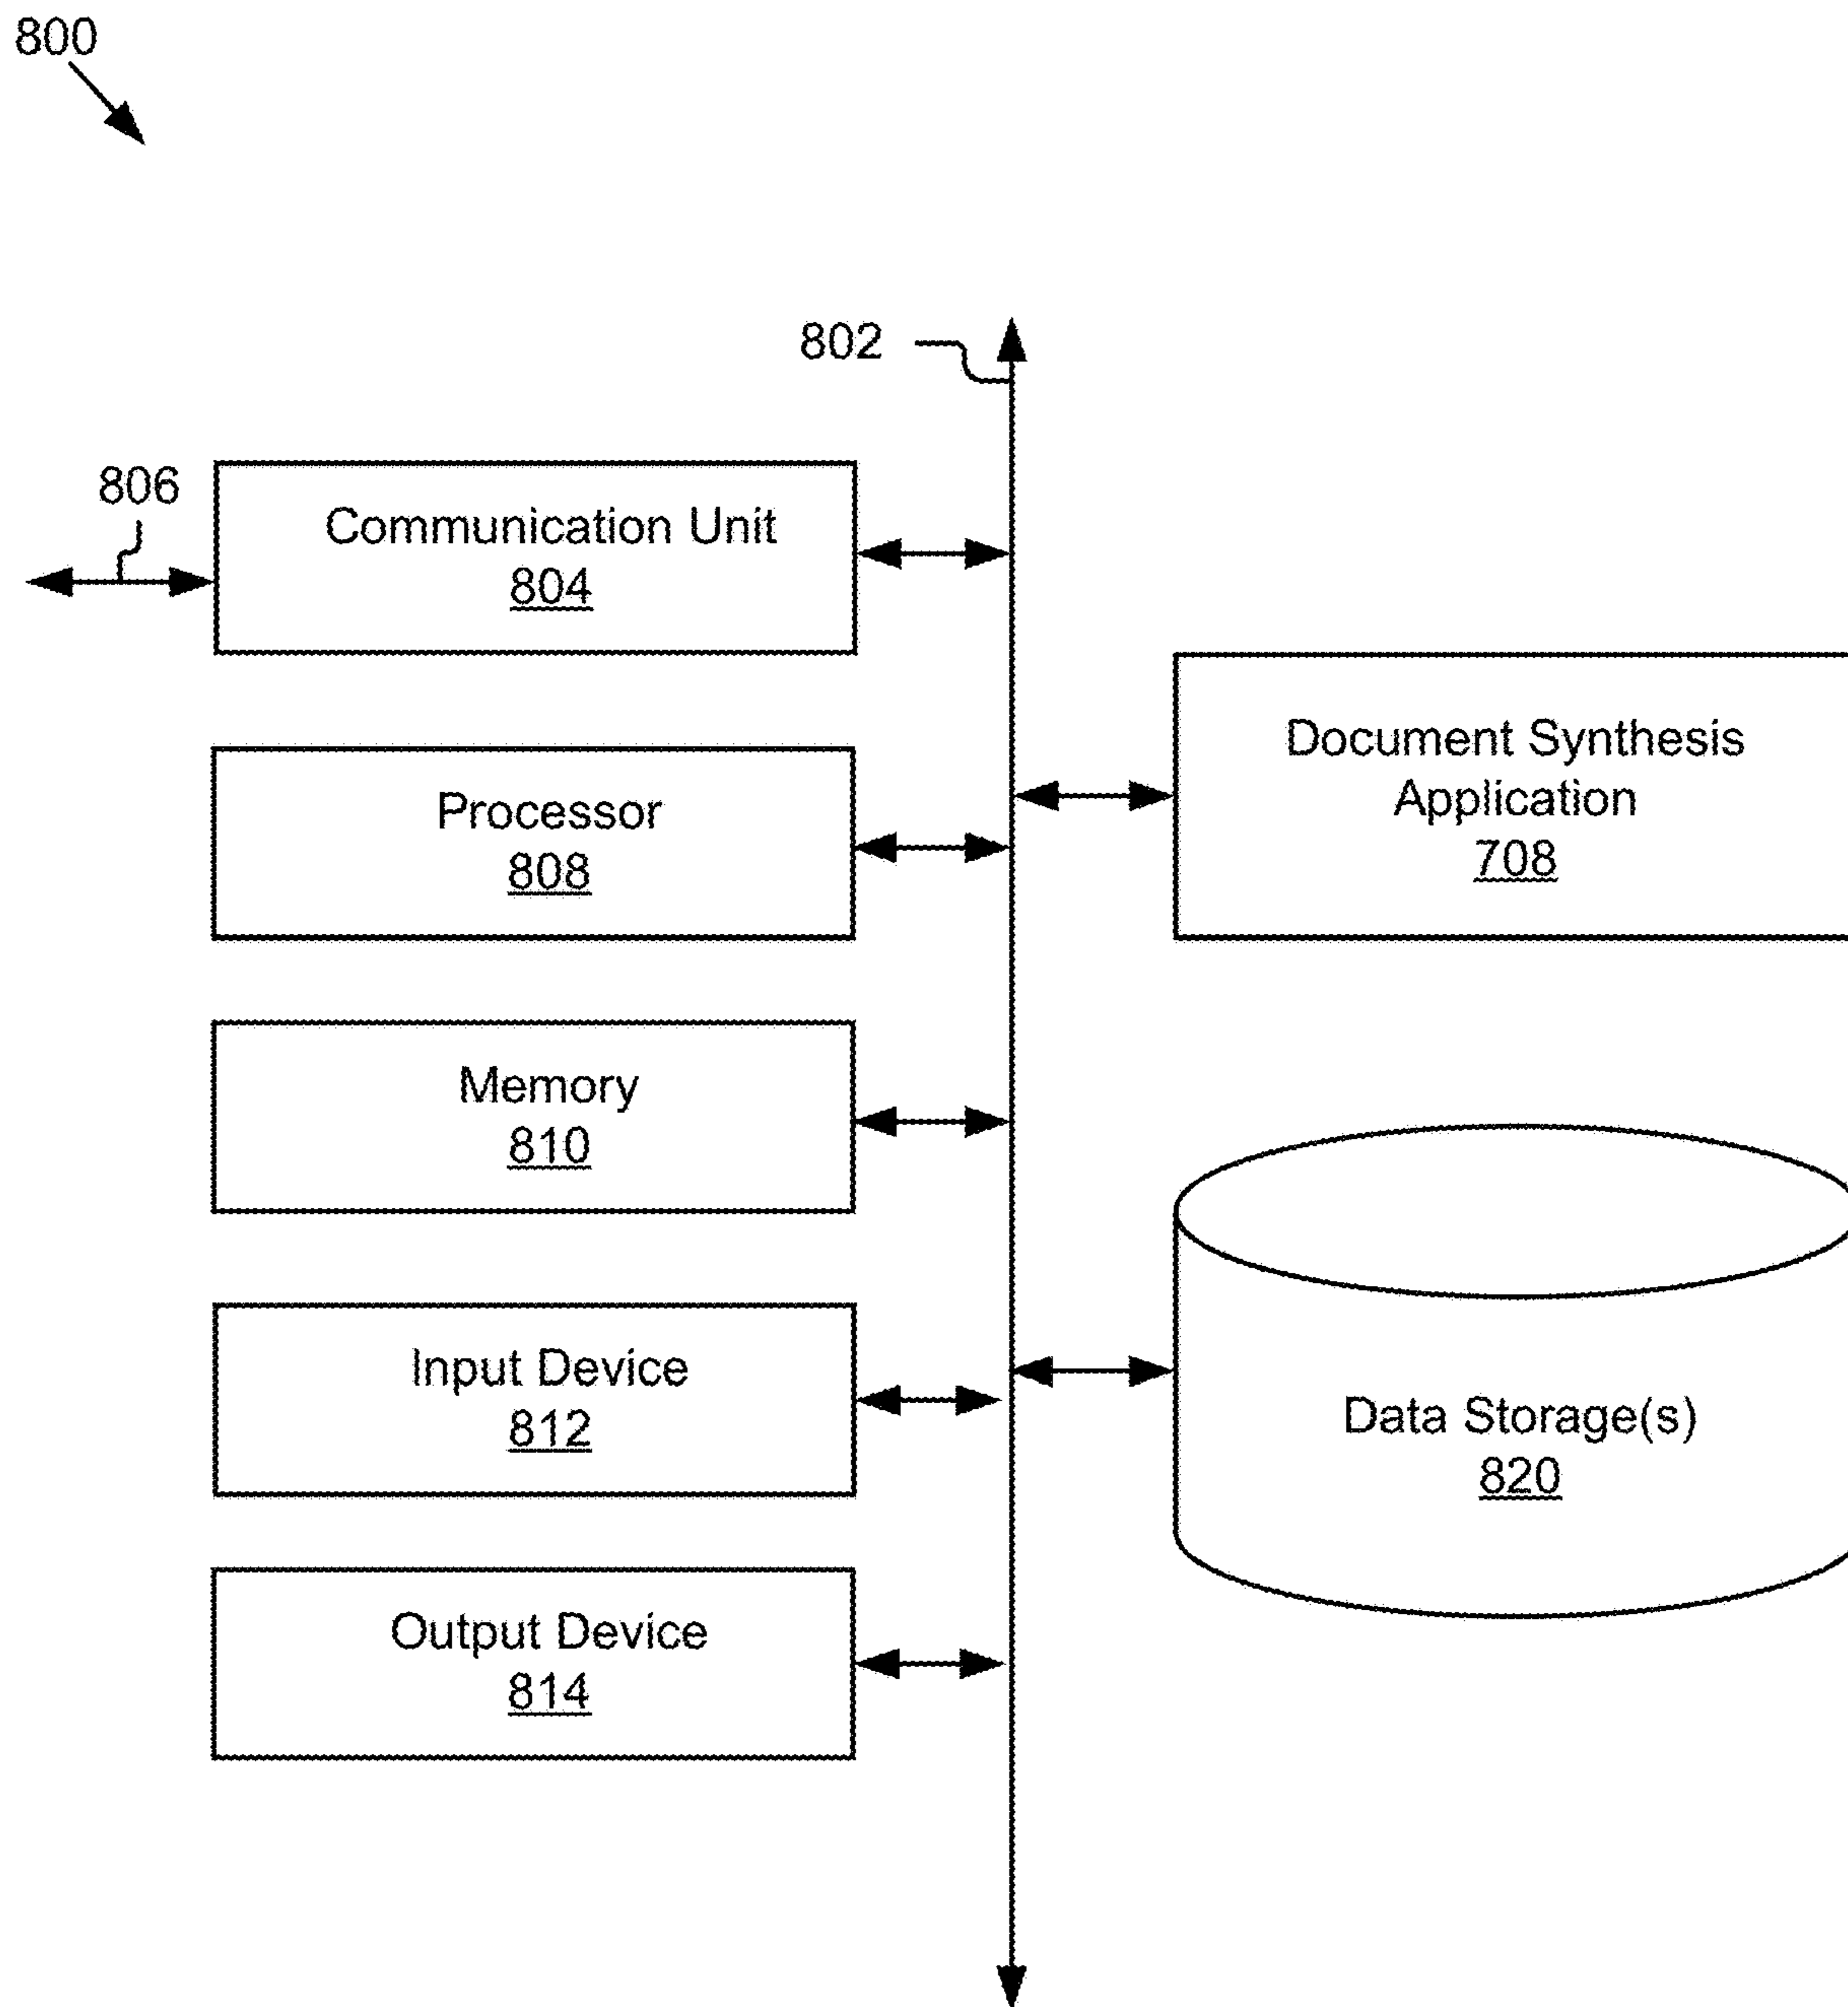 800
802
806
Communication Unit
804
Processor
808
Memory
810
Input Device
812
Output Device
814
Document Synthesis
Application
708
Data Storage(s)
820